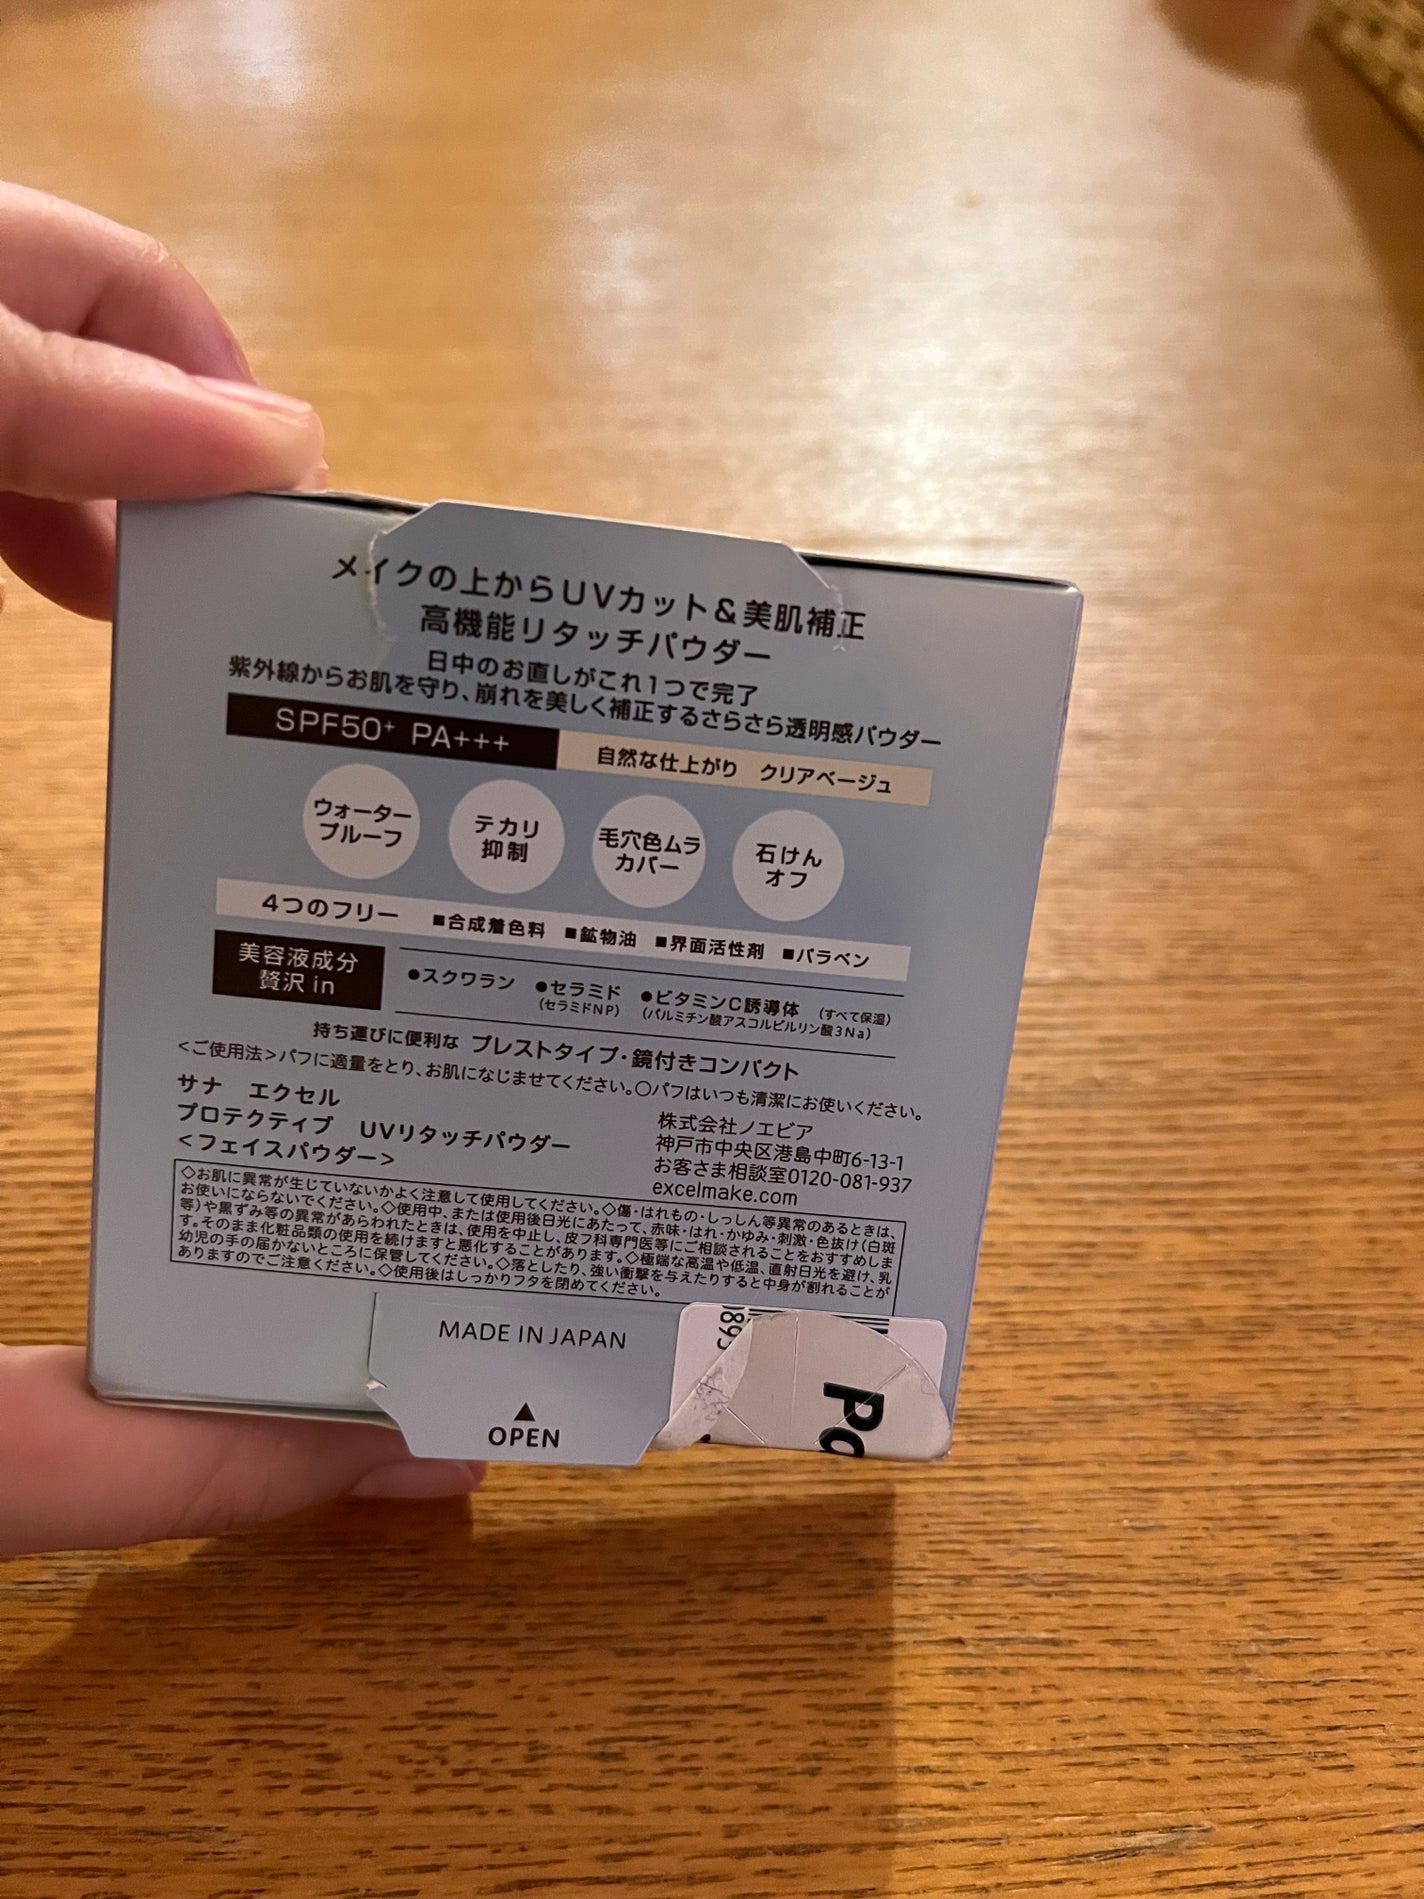 メイクの上からUVカット&美肌補正
高機能リタッチパウダー
日中のお直しがこれ1つで完了
紫外線からお肌を守り、崩れを美しく補正するさらさら透明感パウダー
SPF50+ PA+++
自然な仕上がり クリアベージュ
ウォーター
プルーフ
テカリ
抑制
毛穴色ムラ
カバー
石けん
オフ
4つのフリー ■合成着色料 ■鉱物油 ■界面活性剤 ■パラベン
美容液成分
贅沢in
●スクワラン ●セラミド ●ビタミンC誘導体 (すべて保湿)
(セラミドNP) (パルミチン酸アスコルビルリン酸3Na)
持ち運びに便利な プレストタイプ・鏡付きコンパクト
<ご使用法>パフに適量をとり、お肌になじませてください。○パフはいつも清潔にお使いください。
サナ エクセル
プロテクティブ UVリタッチパウダー
<フェイスパウダー>
株式会社ノエビア
神戸市中央区港島中町6-13-1
お客さま相談室0120-081-937
excelmake.com
◇お肌に異常が生じていないかよく注意して使用してください。◇傷・はれもの・しっしん等異常のあるときは、
お使いにならないでください。◇使用中、または使用後日光にあたって、赤味・はれ・かゆみ・刺激・色抜け(白斑
等)や黒ずみ等の異常があらわれたときは、使用を中止し、皮フ科専門医等にご相談されることをおすすめしま
す。そのまま化粧品類の使用を続けますと悪化することがあります。◇極端な高温や低温、直射日光を避け、乳
幼児の手の届かないところに保管してください。◇落としたり、強い衝撃を与えたりすると中身が割れることが
ありますのでご注意ください。◇使用後はしっかりフタを閉めてください。
MADE IN JAPAN
▲
OPEN